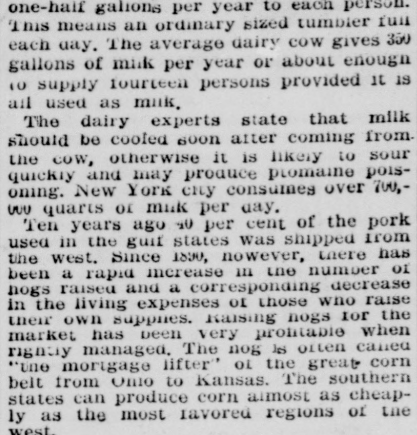 one-half gallons per year to each person.
This means an ordinary sized tumbler full
each day. The average dairy cow gives 350
gallons of milk per year or about enough
to supply fourteen persons provided it is
all used as milk.
The dairy experts state that milk
should be cooled soon after coming from
the cow, otherwise it is likely to sour
quickly and may produce ptomaine pois-
oning. New York city consumes over 700,-
000 quarts of milk per day.
Ten years ago 40 per cent of the pork
used in the gulf states was shipped from
the west. Since 1890, however, there has
been a rapid increase in the number of
hogs raised and a corresponding decrease
in the living expenses of those who raise
their own supplies. Raising hogs for the
market has been very profitable when
rightly managed. The hog is often called
"the mortgage lifter" of the great corn
belt from Ohio to Kansas. The southern
states can produce corn almost as cheap-
ly as the most favored regions of the
west.